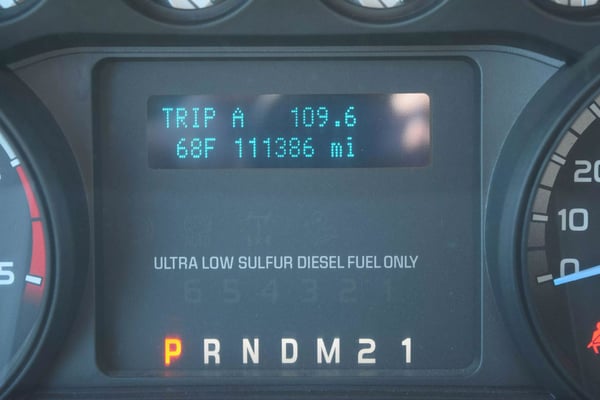 TRIP A 109.6
68F 111386 mi
ULTRA LOW SULFUR DIESEL FUEL ONLY
6 5 4 3 2 1
P R N D M 2 1
20
10
0
5